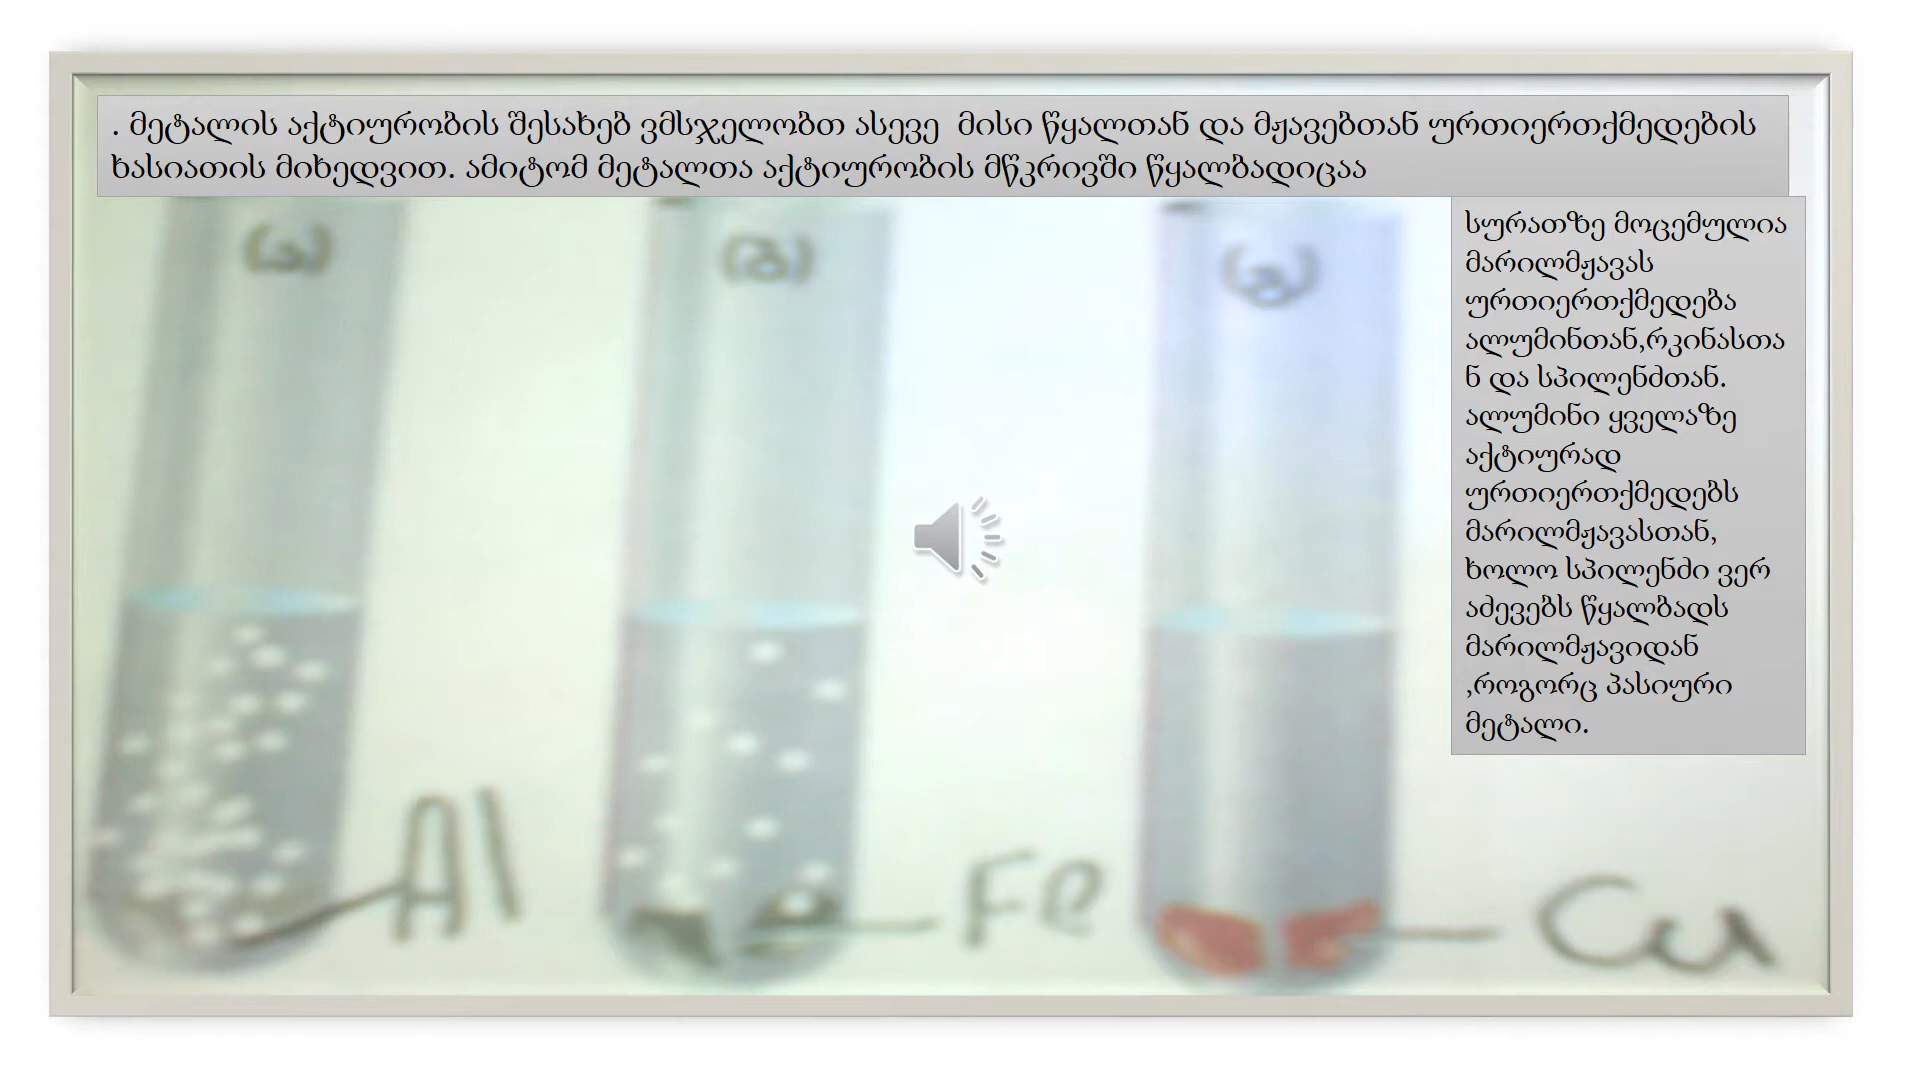 . მეტალის აქტიურობის შესახებ ვმსჯელობთ ასევე  მისი წყალთან და მჟავებთან ურთიერთქმედების
ხასიათის მიხედვით. ამიტომ მეტალთა აქტიურობის მწკრივში წყალბადიცაა
სურათზე მოცემულია
მარილმჟავას
ურთიერთქმედება
ალუმინთან,რკინასთა
ნ და სპილენძთან.
ალუმინი ყველაზე
აქტიურად
ურთიერთქმედებს
მარილმჟავასთან,
ხოლო სპილენძი ვერ
აძევებს წყალბადს
მარილმჟავიდან
,როგორც პასიური
მეტალი.
(ა)
(ბ)
(გ)
Al
Fe
Cu